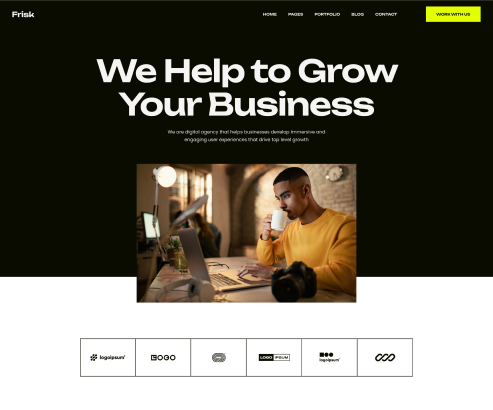 Frisk
HOME PAGES PORTFOLIO BLOG CONTACT
WORK WITH US
We Help to Grow
Your Business
We are digital agency that helps businesses develop immersive and
engaging user experiences that drive top level growth
logoipsum
LOGO
LOGO IPSUM
logoipsum